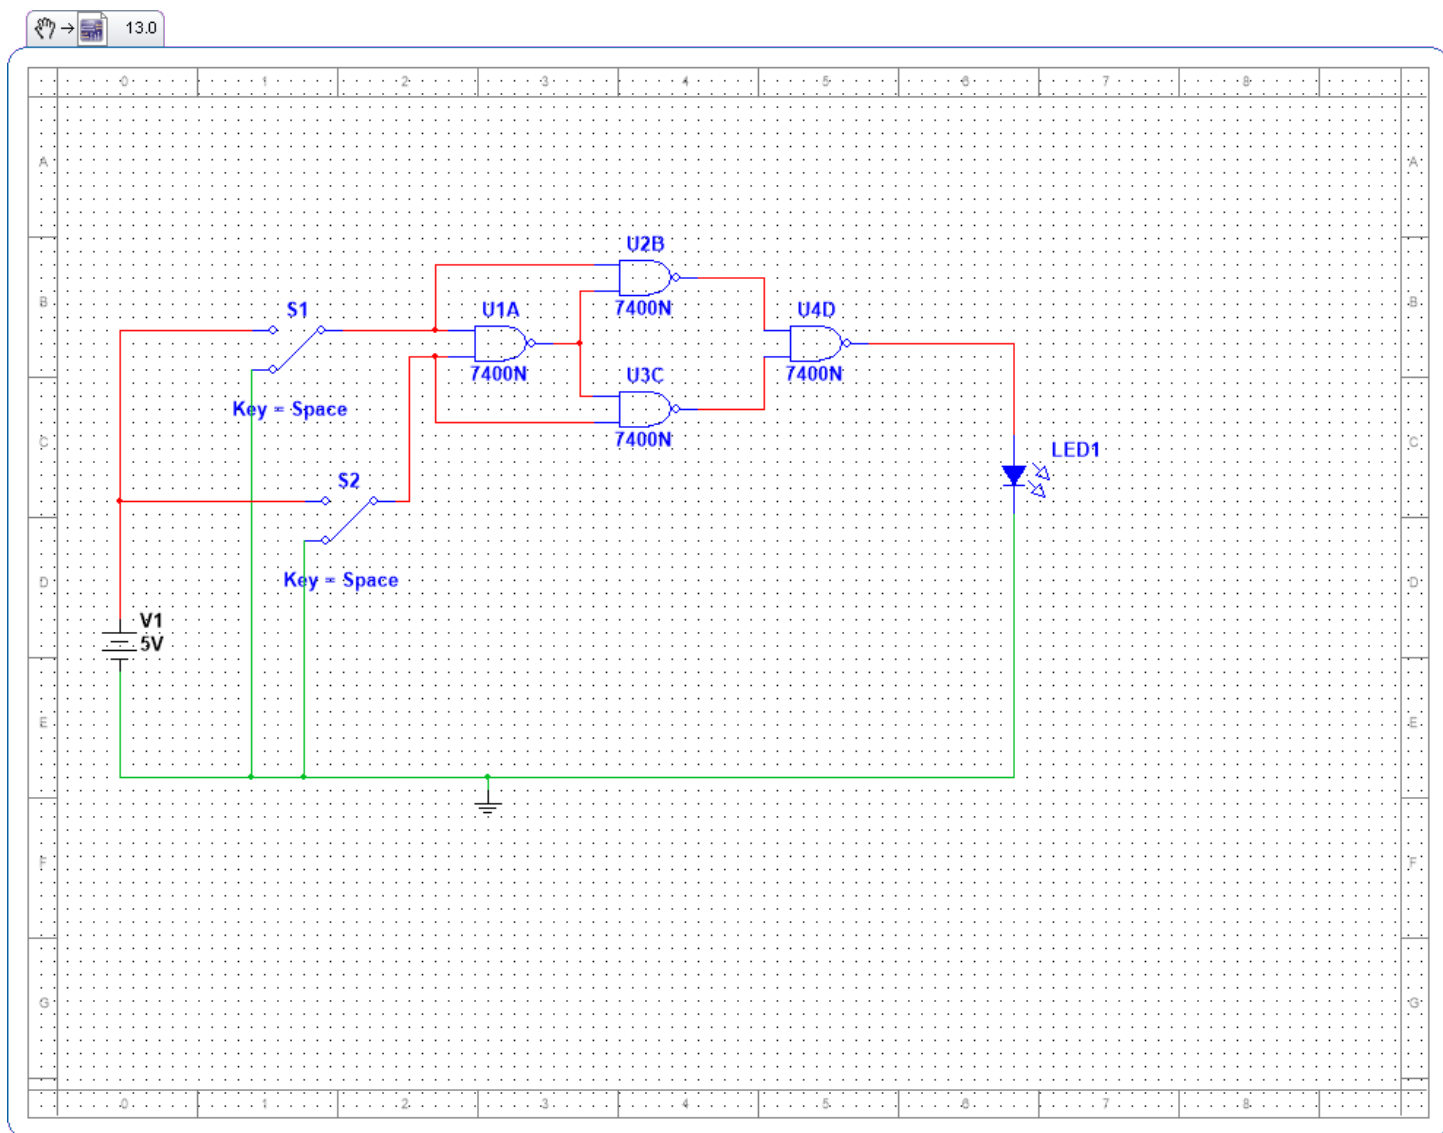 13.0
0 1 2 3 4 5 6 7 8
A A
U2B
B B
S1 U1A 7400N U4D
7400N U3C 7400N
Key = Space
C 7400N C
LED1
S2
D Key = Space D
V1
5V
E E
F F
G G
0 1 2 3 4 5 6 7 8